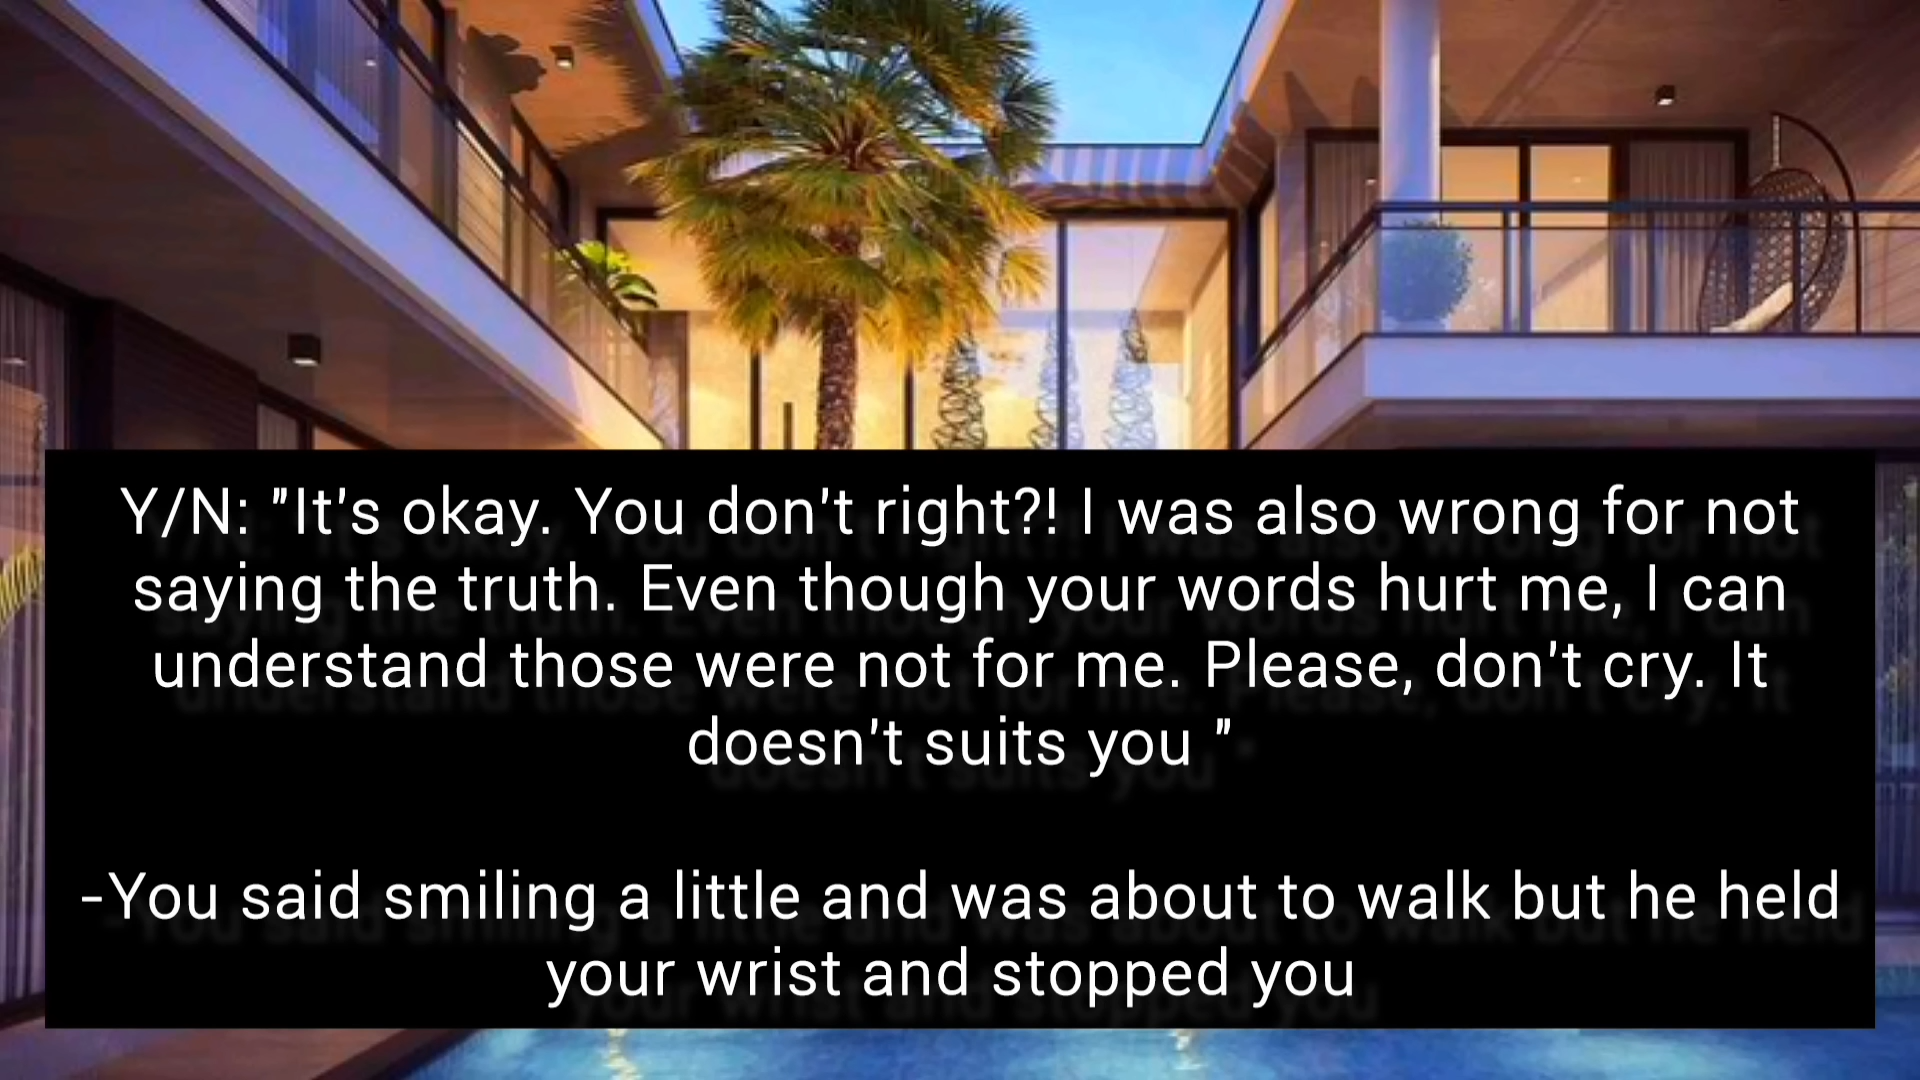 Y/N: "It's okay. You don't right?! I was also wrong for not
saying the truth. Even though your words hurt me, I can
understand those were not for me. Please, don't cry. It
doesn't suits you "
-You said smiling a little and was about to walk but he held
your wrist and stopped you